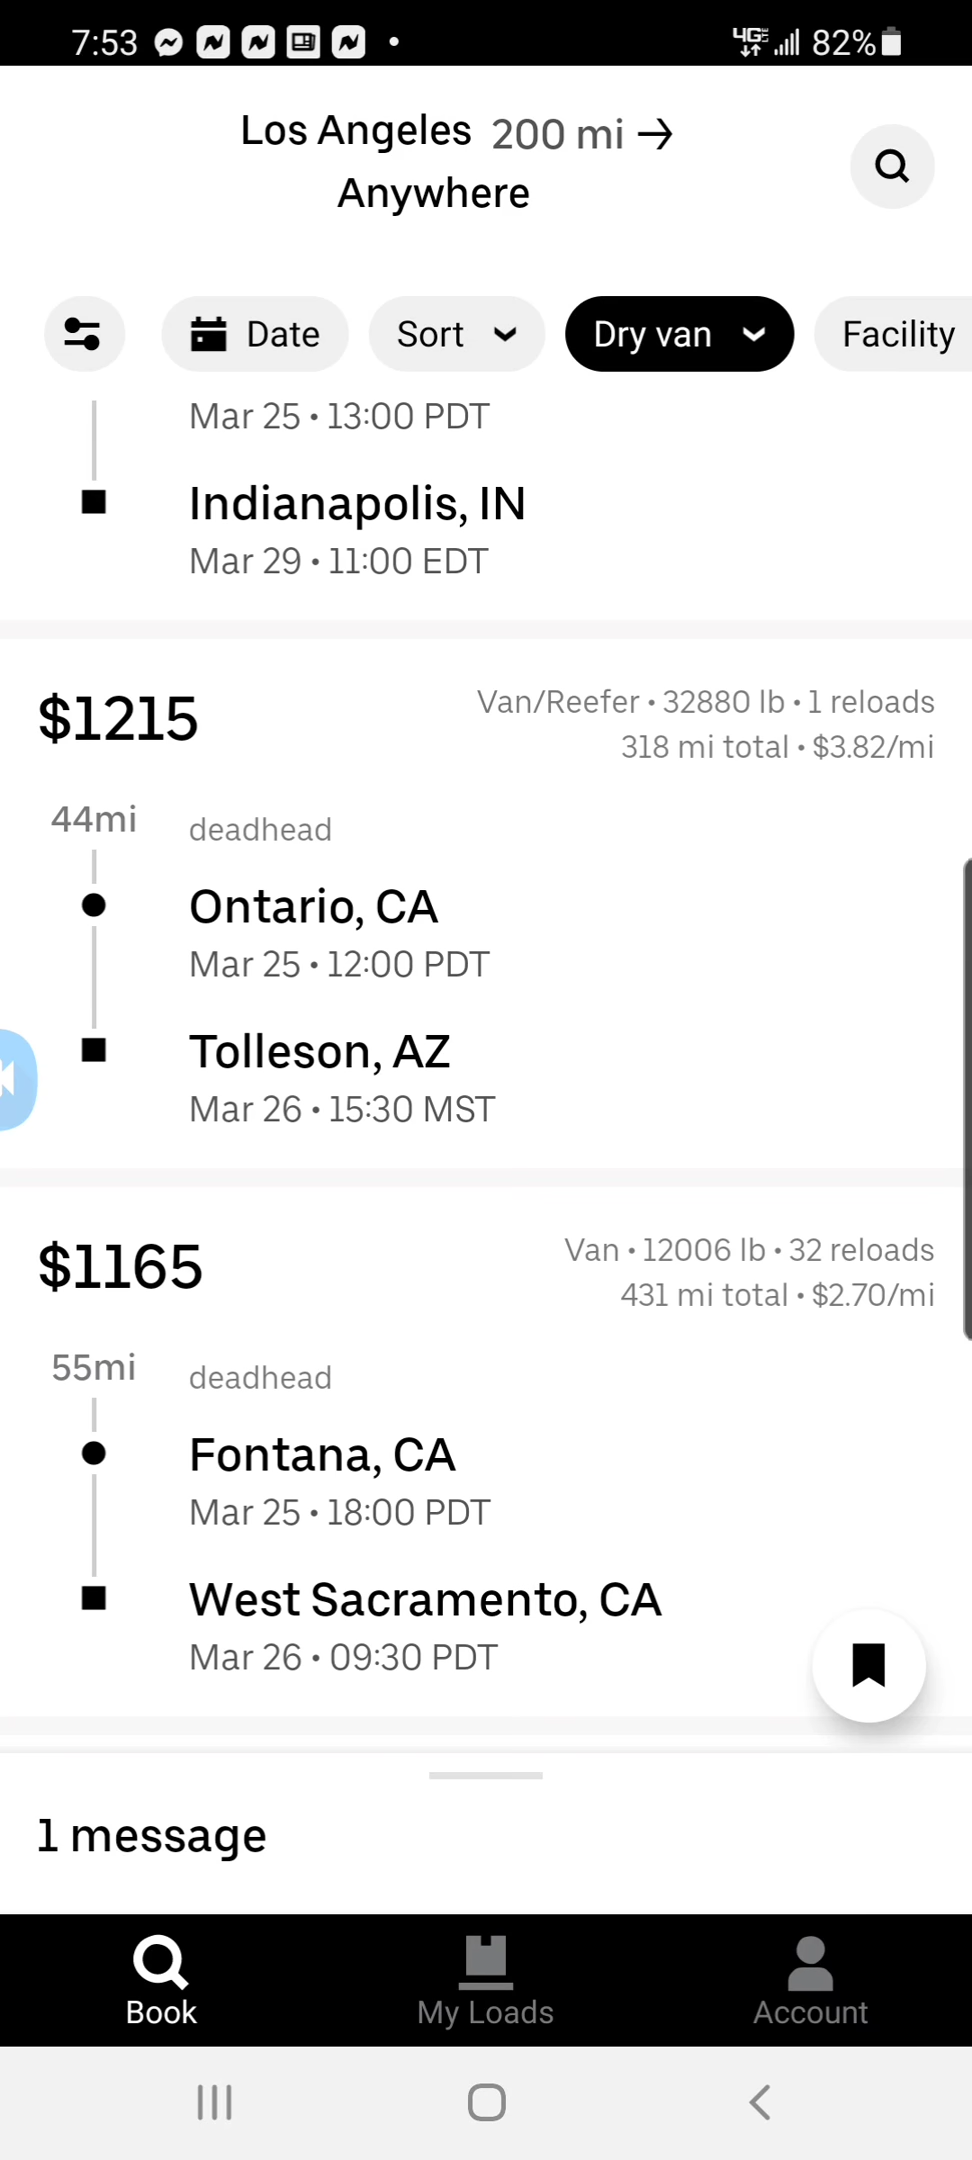 7:53
4G LTE 82%
Los Angeles 200 mi →
Anywhere
Date Sort Dry van Facility
Mar 25 • 13:00 PDT
Indianapolis, IN
Mar 29 • 11:00 EDT
$1215
Van/Reefer • 32880 lb • 1 reloads
318 mi total • $3.82/mi
44mi deadhead
Ontario, CA
Mar 25 • 12:00 PDT
Tolleson, AZ
Mar 26 • 15:30 MST
$1165
Van • 12006 lb • 32 reloads
431 mi total • $2.70/mi
55mi deadhead
Fontana, CA
Mar 25 • 18:00 PDT
West Sacramento, CA
Mar 26 • 09:30 PDT
1 message
Book My Loads Account